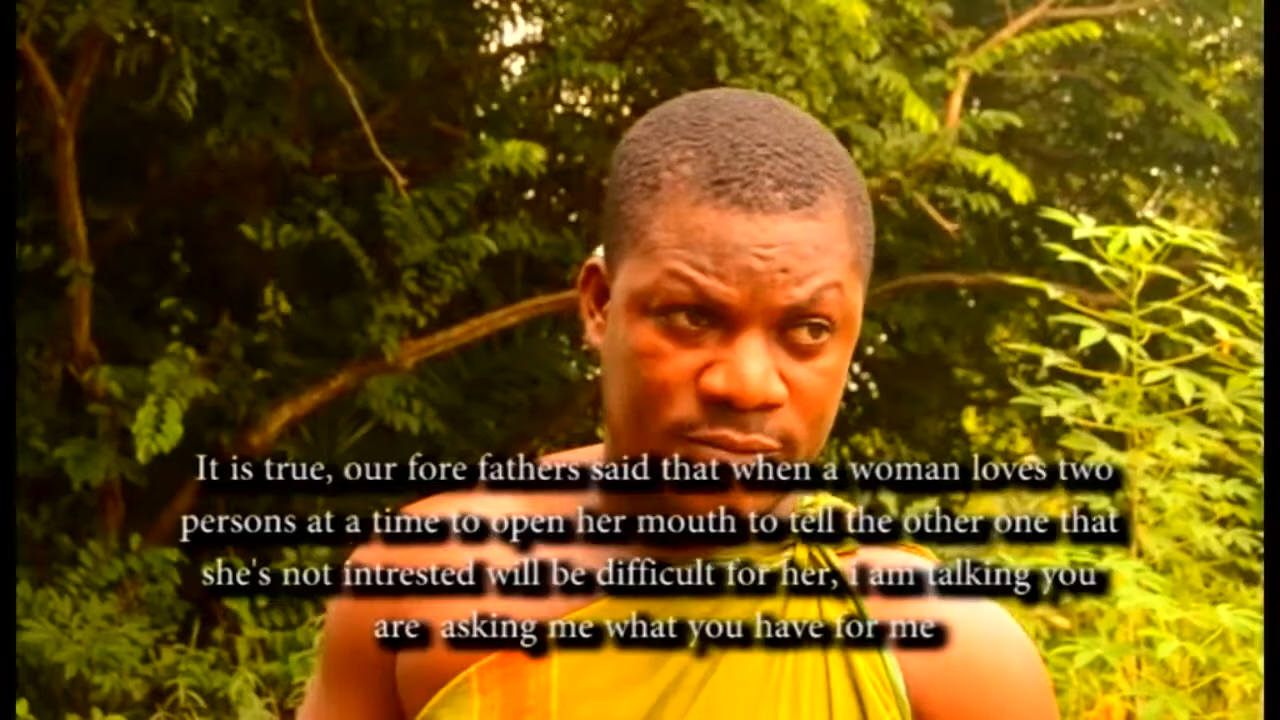 It is true, our fore fathers said that when a woman loves two
persons at a time to open her mouth to tell the other one that
she's not intrested will be difficult for her, i am talking you
are  asking me what you have for me